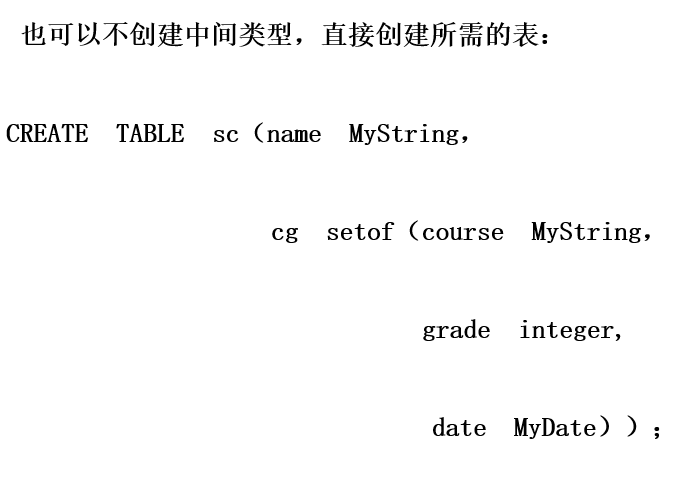 也可以不创建中间类型，直接创建所需的表：
CREATE TABLE sc（name MyString，
cg setof（course MyString，
grade integer,
date MyDate））；